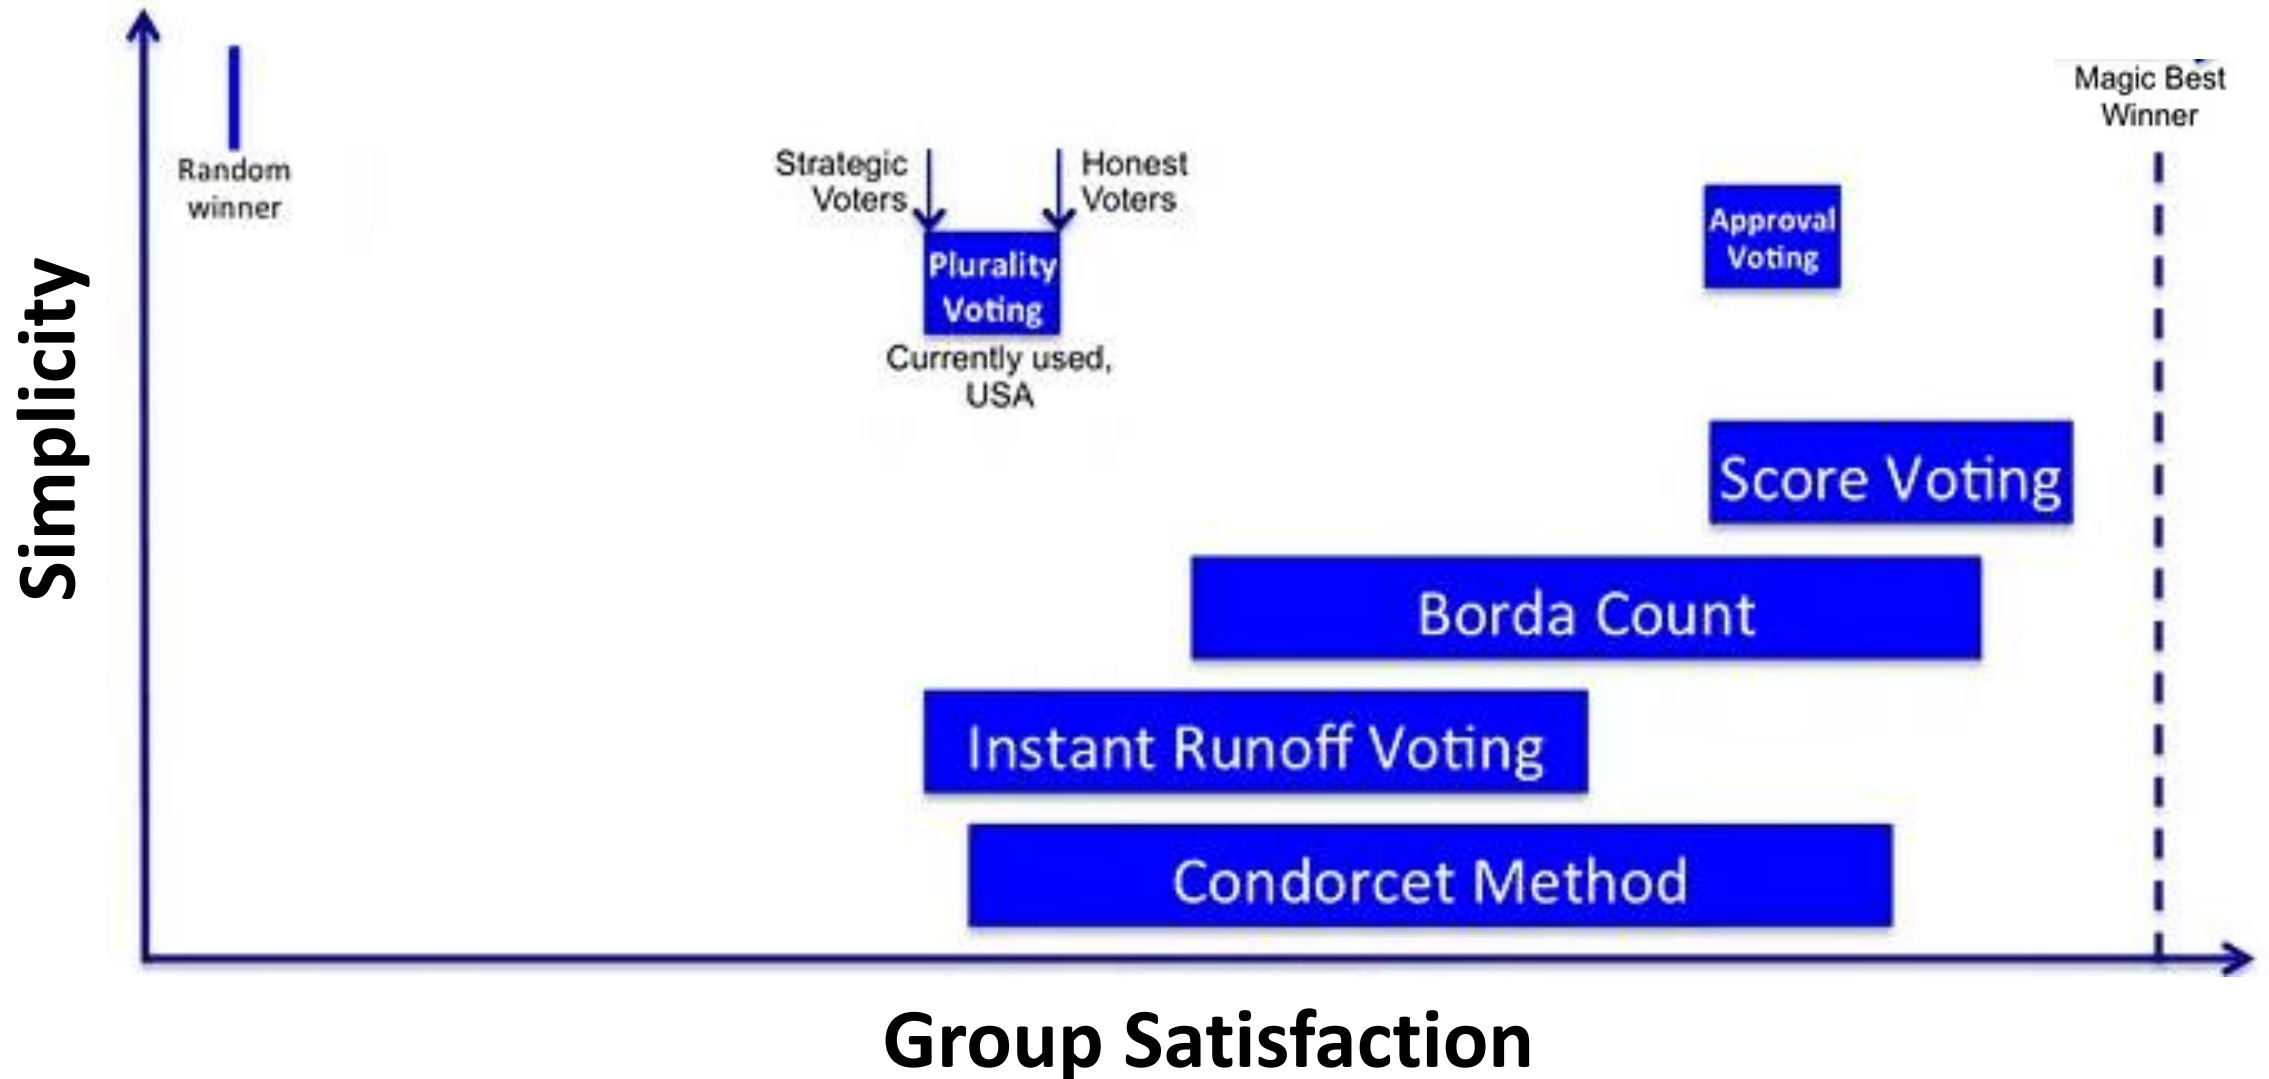 Simplicity
Random
winner
Strategic
Voters
Honest
Voters
Plurality
Voting
Currently used,
USA
Magic Best
Winner
Approval
Voting
Score Voting
Borda Count
Instant Runoff Voting
Condorcet Method
Group Satisfaction